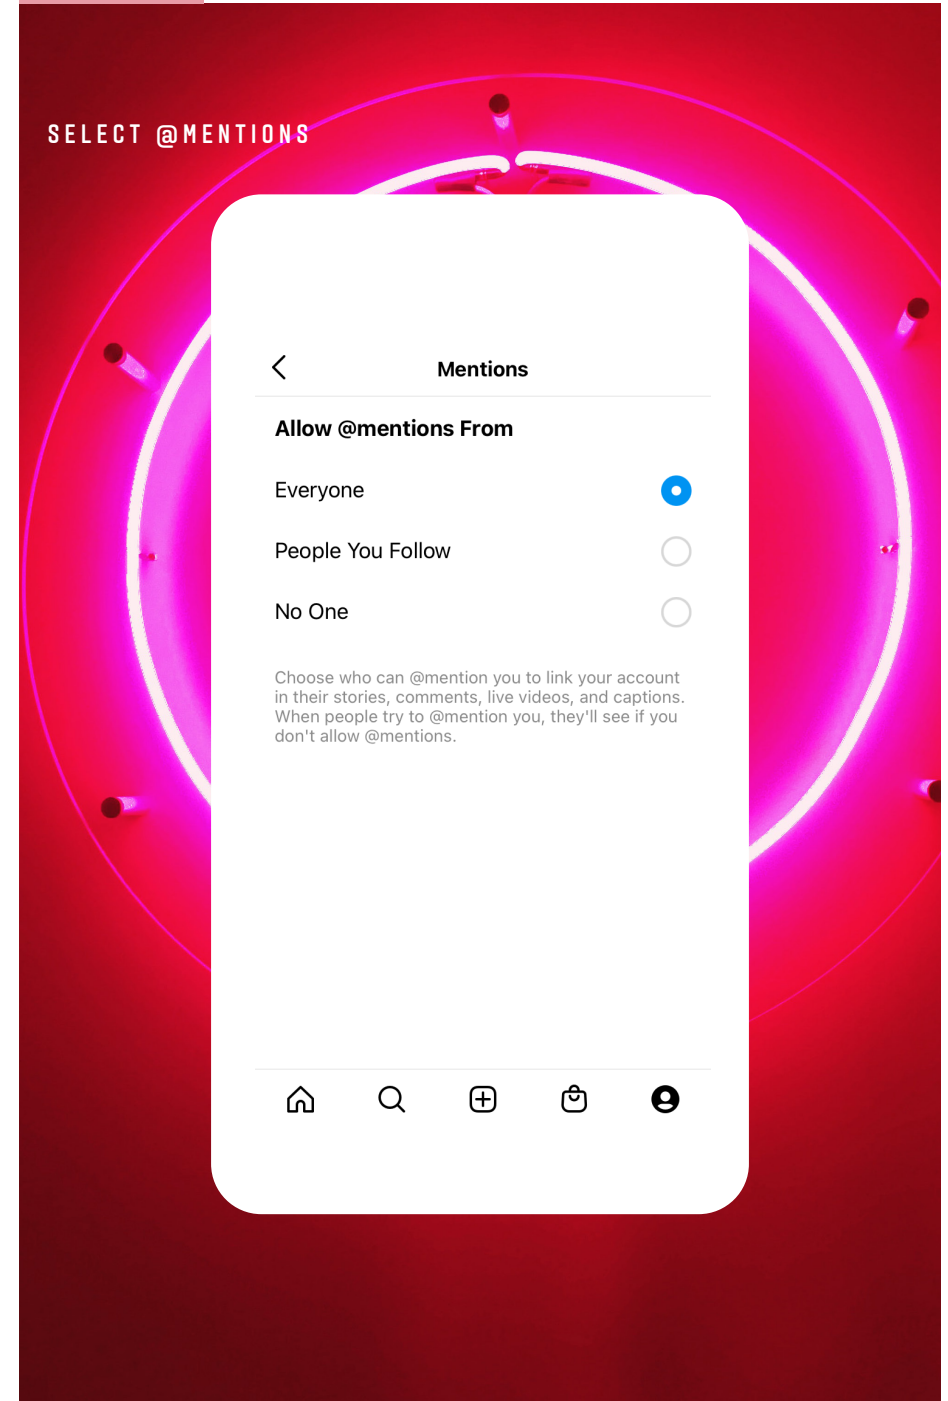 SELECT @MENTIONS
Mentions
Allow @mentions From
Everyone
People You Follow
No One
Choose who can @mention you to link your account
in their stories, comments, live videos, and captions.
When people try to @mention you, they'll see if you
don't allow @mentions.